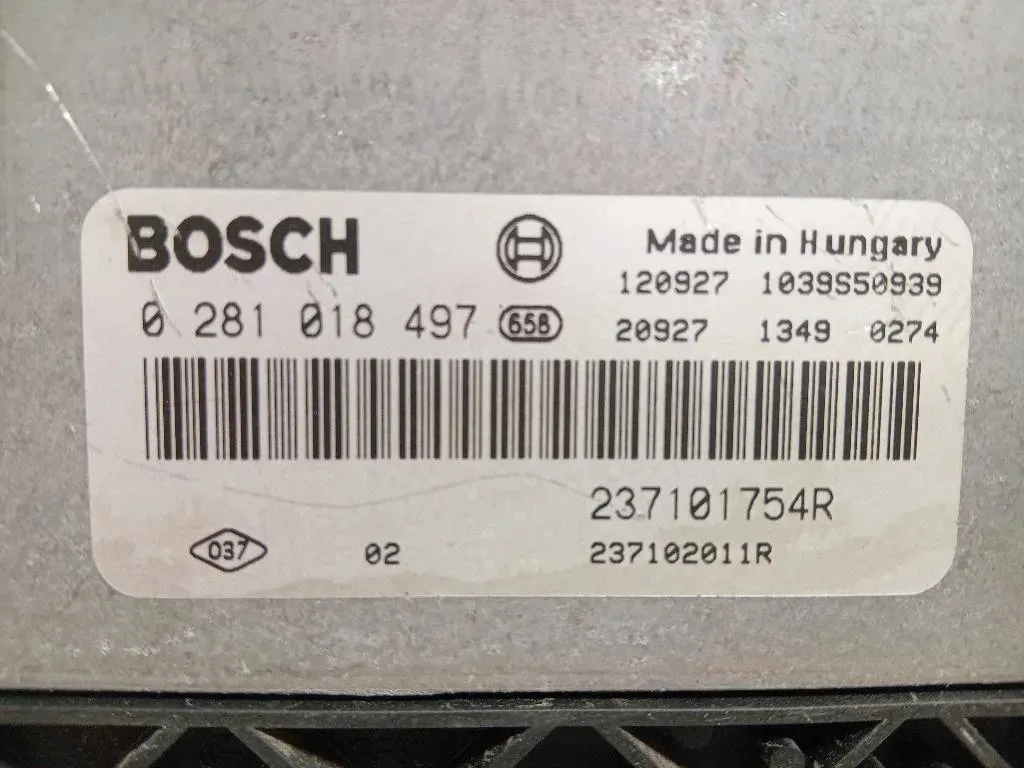 BOSCH
Made in Hungary
120927 1039S50939
0 281 018 497 658
20927 1349 0274
237101754R
037 02 237102011R